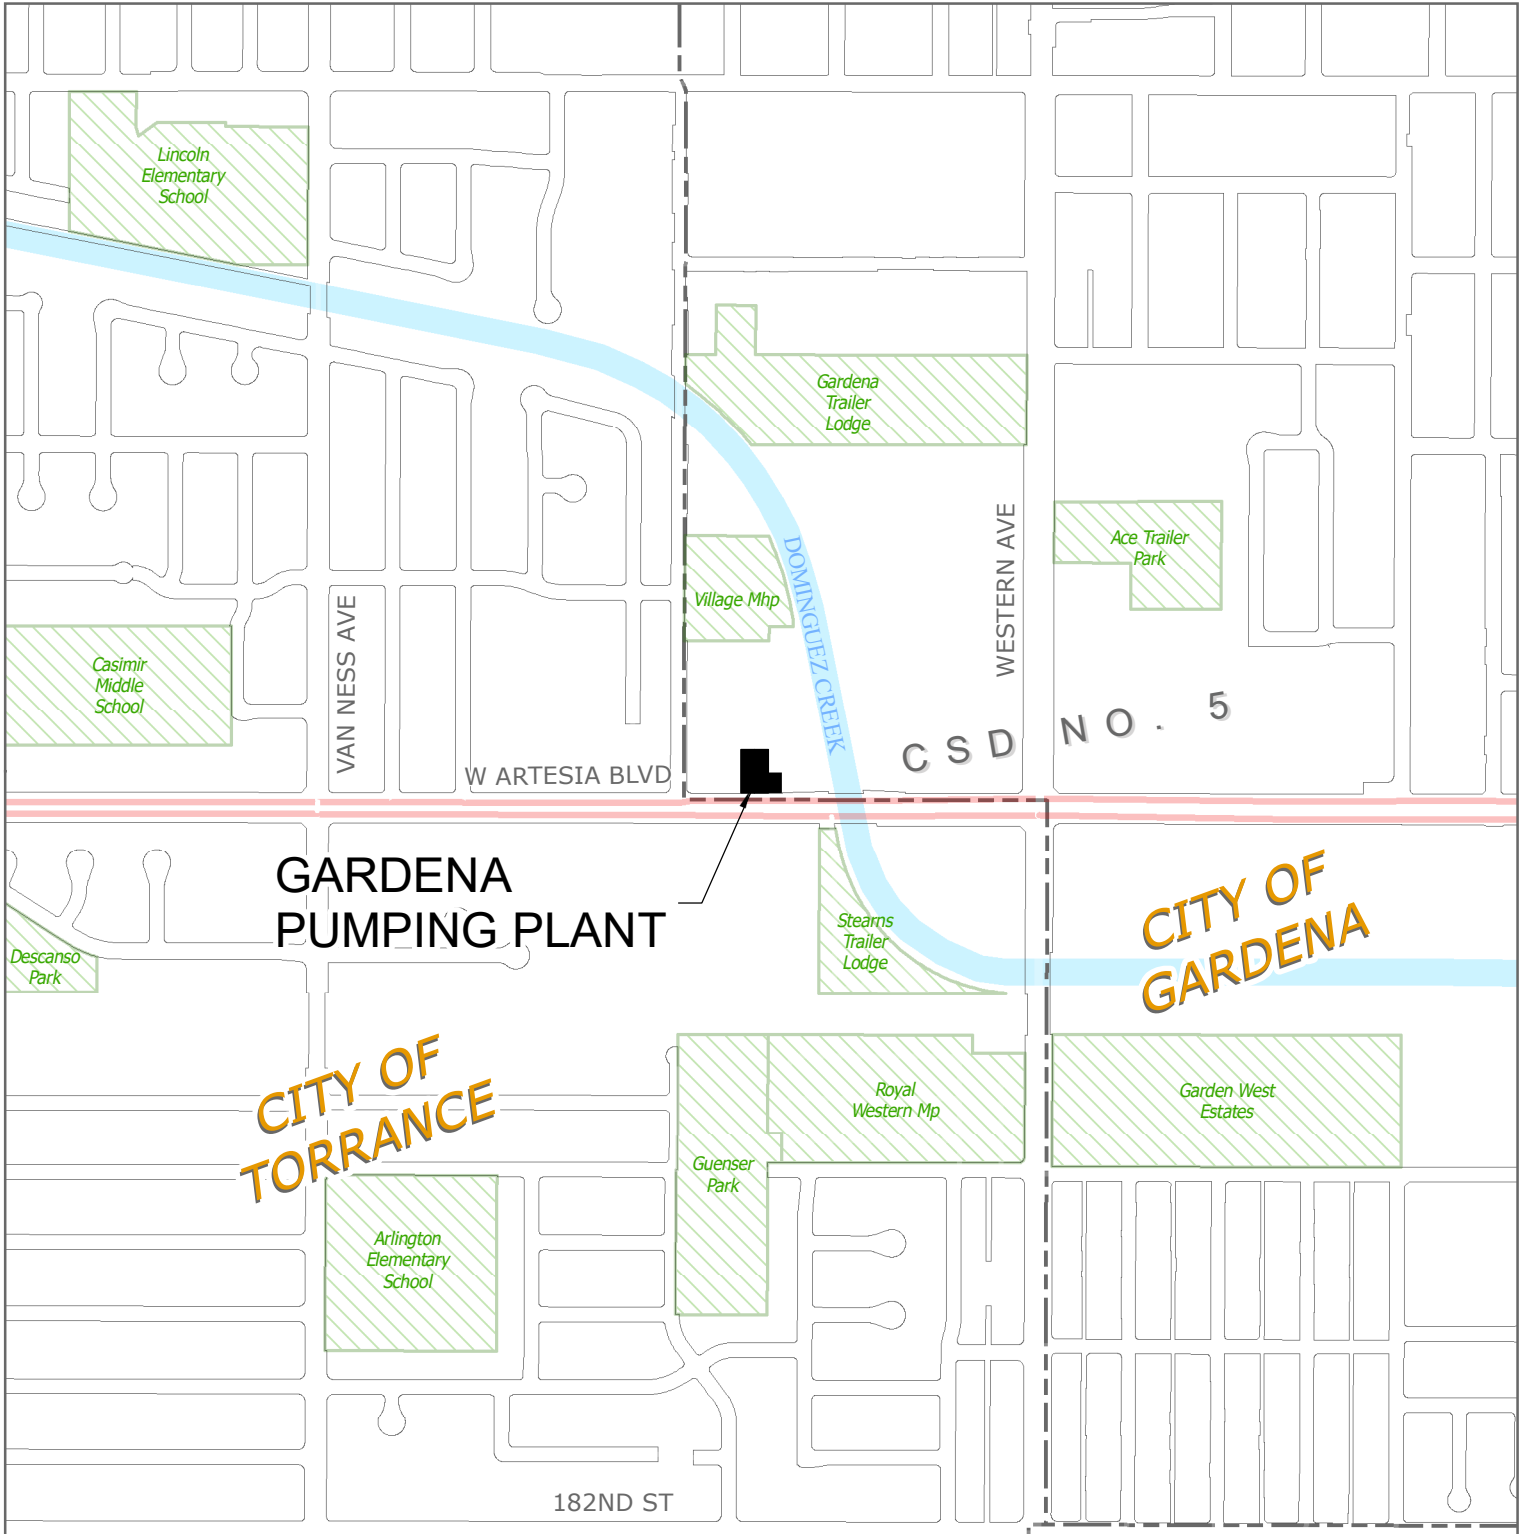 Lincoln
Elementary
School
Gardena
Trailer
Lodge
WESTERN AVE
Ace Trailer
Park
DOMINGUEZ CREEK
Village Mhp
VAN NESS AVE
Casimir
Middle
School
CSD NO. 5
W ARTESIA BLVD
GARDENA
PUMPING PLANT
CITY OF
GARDENA
Stearns
Trailer
Lodge
Descanso
Park
CITY OF
TORRANCE
Royal
Western Mp
Garden West
Estates
Guenser
Park
Arlington
Elementary
School
182ND ST